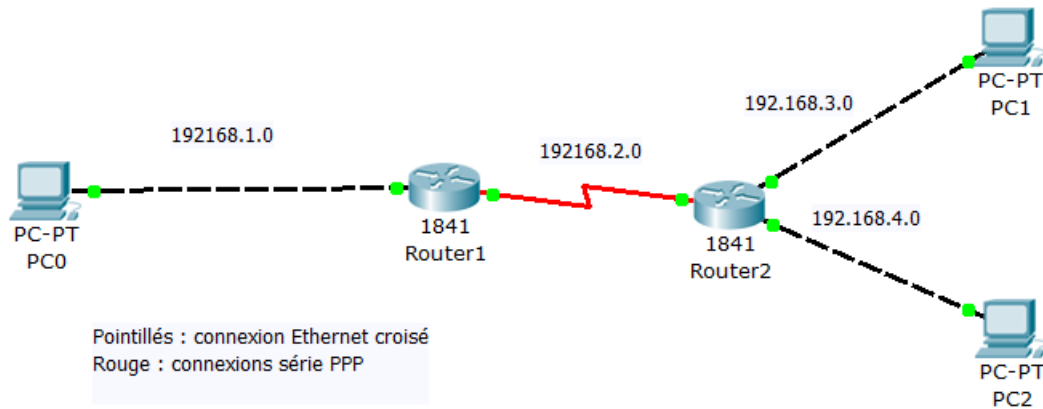 192168.1.0
192168.2.0
192.168.3.0
192.168.4.0
PC-PT
PC0
1841
Router1
1841
Router2
PC-PT
PC1
PC-PT
PC2
Pointillés : connexion Ethernet croisé
Rouge : connexions série PPP